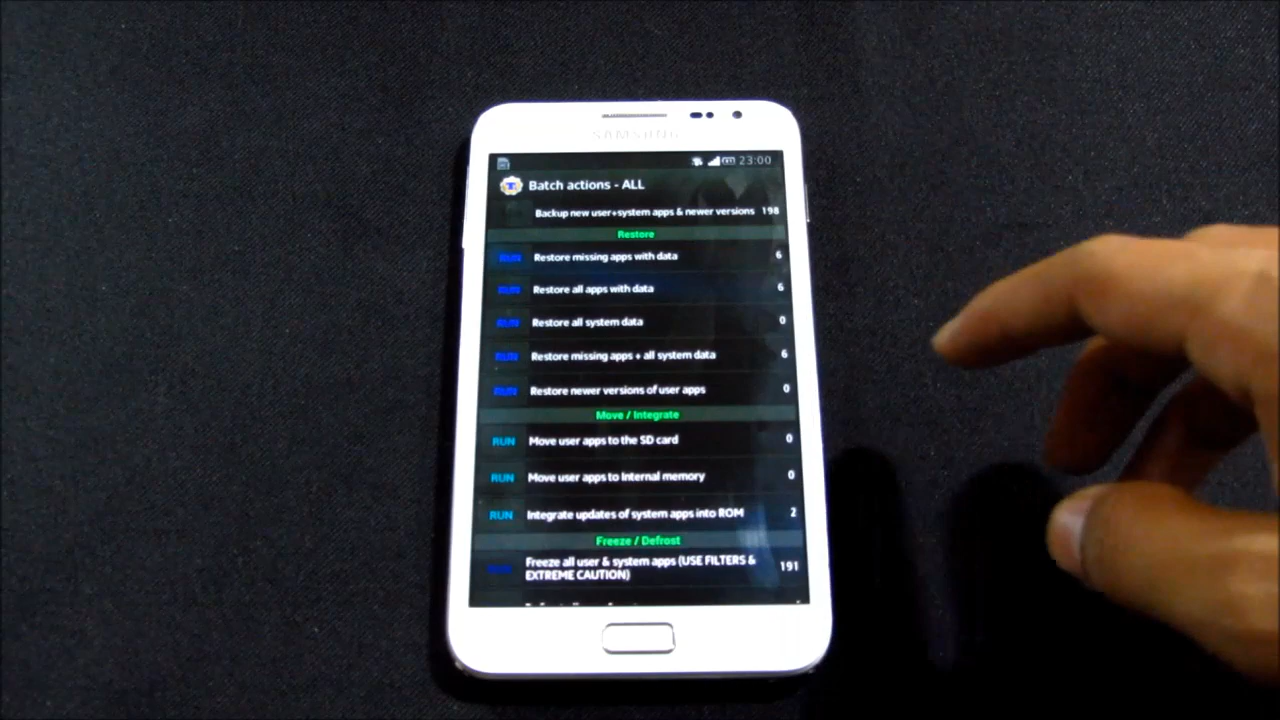 SAMSUNG
23:00
Batch actions - ALL
Backup new user+system apps & newer versions 198
Restore
RUN Restore missing apps with data 6
RUN Restore all apps with data 6
RUN Restore all system data 0
RUN Restore missing apps + all system data 6
RUN Restore newer versions of user apps 0
Move / Integrate
RUN Move user apps to the SD card 0
RUN Move user apps to internal memory 0
RUN Integrate updates of system apps into ROM 2
Freeze / Defrost
RUN Freeze all user & system apps (USE FILTERS & 191
EXTREME CAUTION)